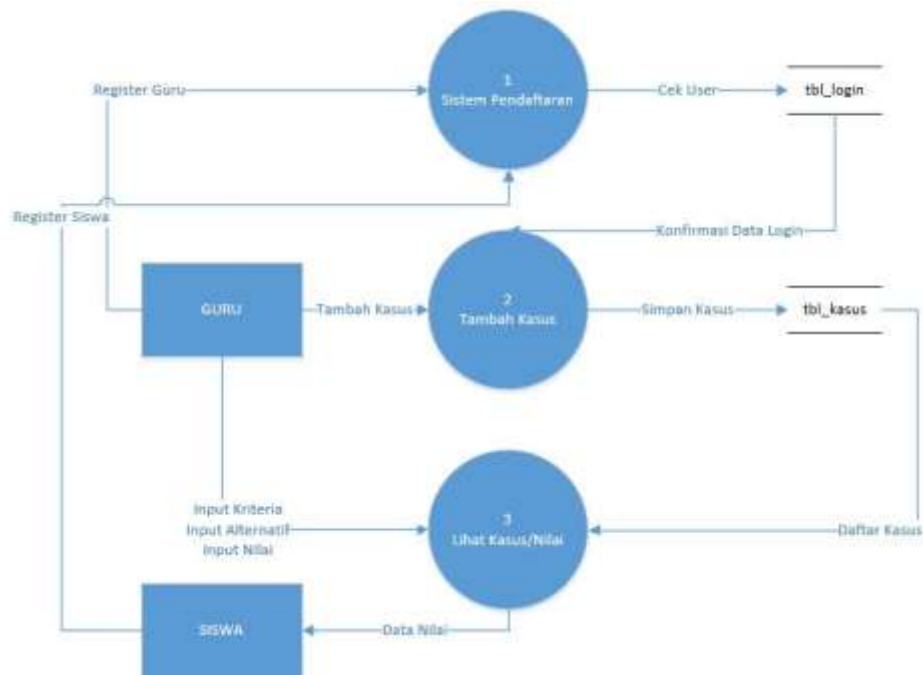 1
Sistem Pendaftaran
Register Guru
Cek User
tbl_login
Register Siswa
Konfirmasi Data Login
GURU
Tambah Kasus
2
Tambah Kasus
Simpan Kasus
tbl_kasus
Input Kriteria
Input Alternatif
Input Nilai
3
Lihat Kasus/Nilai
Daftar Kasus
SISWA
Data Nilai